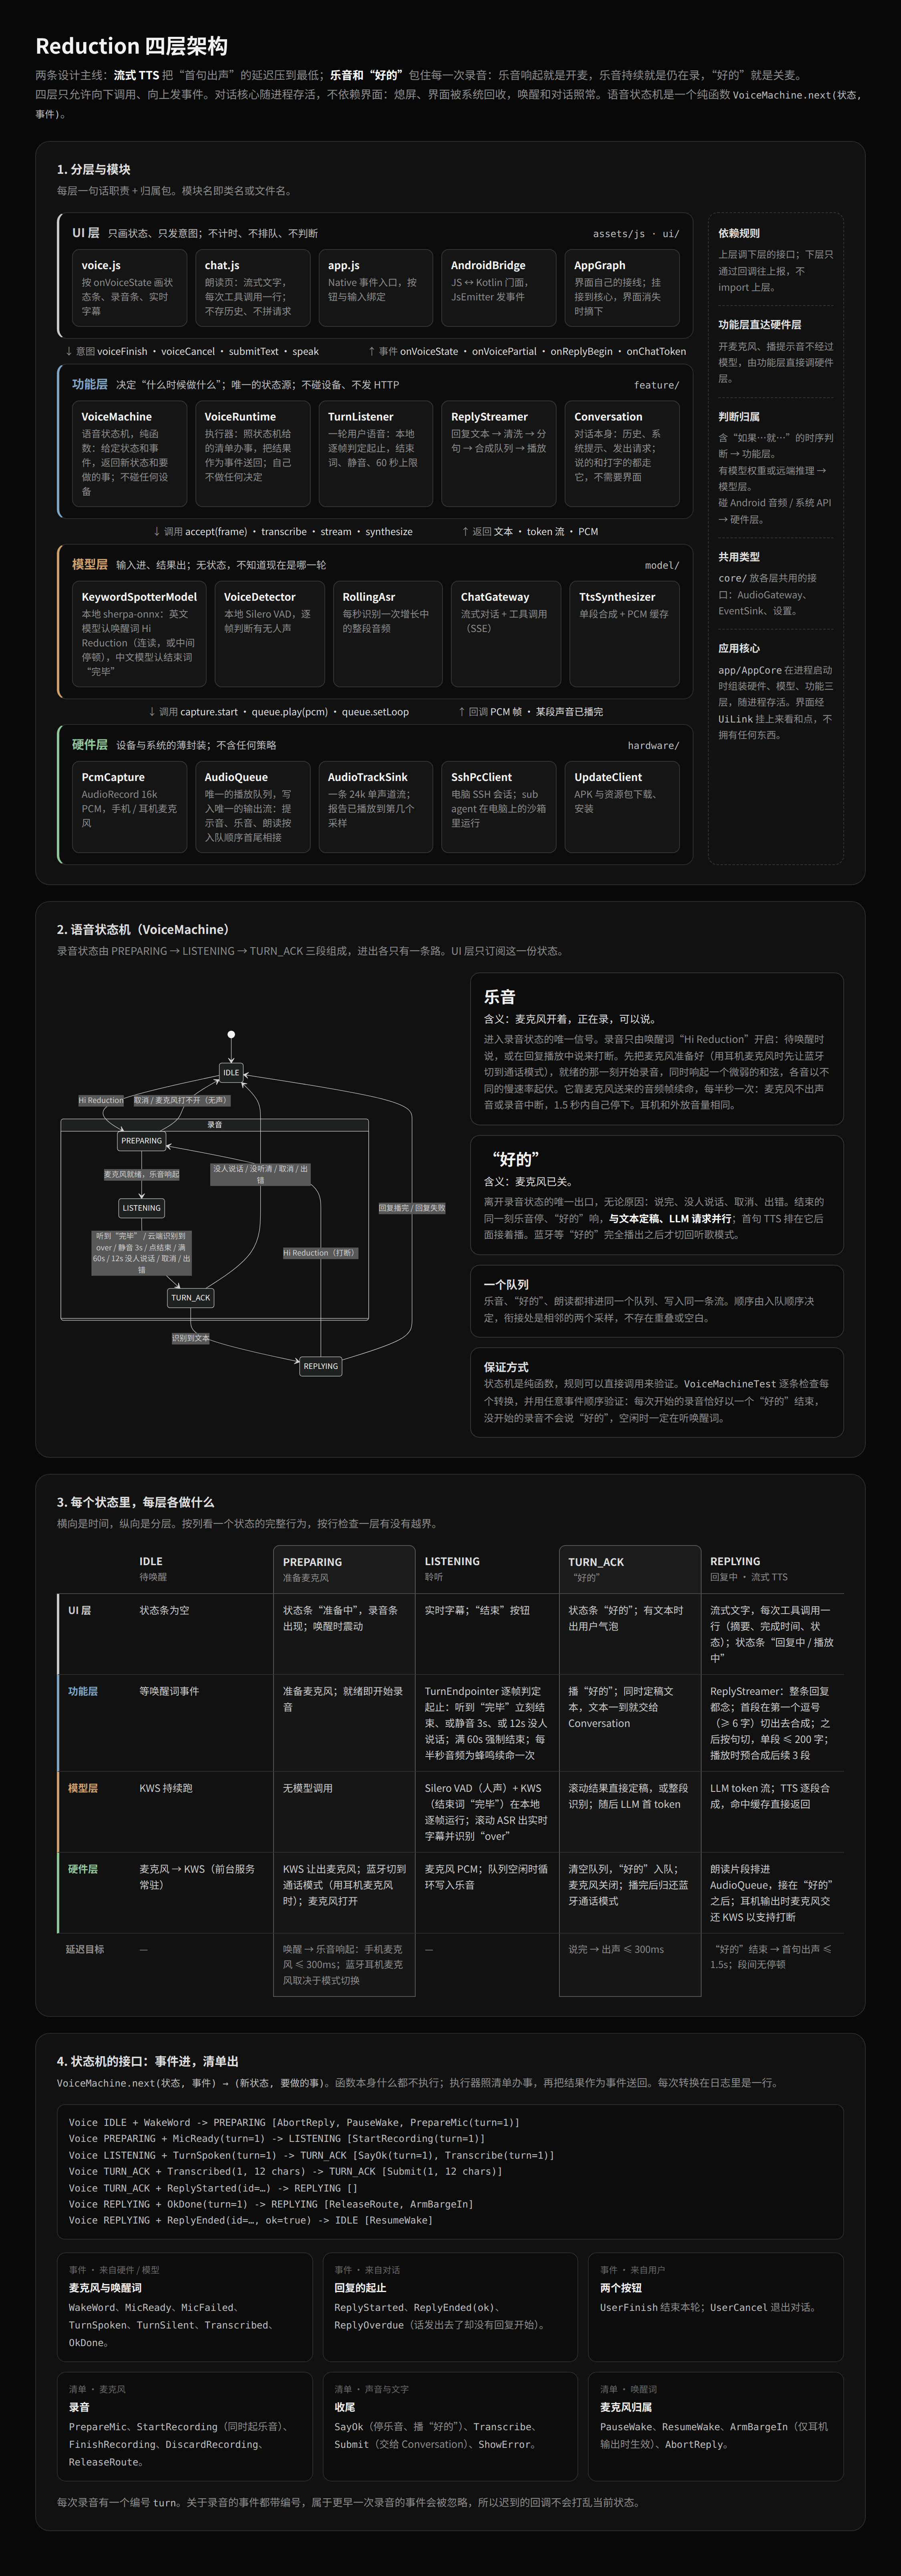 Reduction 四层架构
两条设计主线：流式 TTS 把“首句出声”的延迟压到最低；乐音和“好的”包住每一次录音：乐音响起就是开麦，乐音持续就是仍在录，“好的”就是关麦。
四层只允许向下调用、向上发事件。对话核心随进程存活，不依赖界面：熄屏、界面被系统回收，唤醒和对话照常。语音状态机是一个纯函数 VoiceMachine.next(状态,
事件)。
1. 分层与模块
每层一句话职责 + 归属包。模块名即类名或文件名。
UI 层 只画状态、只发意图；不计时、不排队、不判断 assets/js · ui/
voice.js
按 onVoiceState 画状
态条、录音条、实时
字幕
chat.js
朗读页：流式文字，
每次工具调用一行；
不存历史、不拼请求
app.js
Native 事件入口，按
钮与输入绑定
AndroidBridge
JS ↔ Kotlin 门面，
JsEmitter 发事件
AppGraph
界面自己的接线；挂
接到核心，界面消失
时摘下
↓ 意图 voiceFinish · voiceCancel · submitText · speak ↑ 事件 onVoiceState · onVoicePartial · onReplyBegin · onChatToken
功能层 决定“什么时候做什么”；唯一的状态源；不碰设备、不发 HTTP feature/
VoiceMachine
语音状态机，纯函
数：给定状态和事
件，返回新状态和要
做的事；不碰任何设
备
VoiceRuntime
执行器：照状态机给
的清单办事，把结果
作为事件送回；自己
不做任何决定
TurnListener
一轮用户语音：本地
逐帧判定起止，结束
词、静音、60 秒上限
ReplyStreamer
回复文本 → 清洗 → 分
句 → 合成队列 → 播放
Conversation
对话本身：历史、系
统提示、发出请求；
说的和打字的都走
它，不需要界面
↓ 调用 accept(frame) · transcribe · stream · synthesize ↑ 返回 文本 · token 流 · PCM
模型层 输入进、结果出；无状态，不知道现在是哪一轮 model/
KeywordSpotterModel
本地 sherpa-onnx：英文
模型认唤醒词 Hi
Reduction（连读，或中间
停顿），中文模型认结束词
“完毕”
VoiceDetector
本地 Silero VAD，逐
帧判断有无人声
RollingAsr
每秒识别一次增长中
的整段音频
ChatGateway
流式对话 + 工具调用
（SSE）
TtsSynthesizer
单段合成 + PCM 缓存
↓ 调用 capture.start · queue.play(pcm) · queue.setLoop ↑ 回调 PCM 帧 · 某段声音已播完
硬件层 设备与系统的薄封装；不含任何策略 hardware/
PcmCapture
AudioRecord 16k
PCM，手机 / 耳机麦克
风
AudioQueue
唯一的播放队列，写
入唯一的输出流：提
示音、乐音、朗读按
入队顺序首尾相接
AudioTrackSink
一条 24k 单声道流；
报告已播放到第几个
采样
SshPcClient
电脑 SSH 会话；sub
agent 在电脑上的沙箱
里运行
UpdateClient
APK 与资源包下载、
安装
依赖规则
上层调下层的接口；下层只
通过回调往上报，不
import 上层。
功能层直达硬件层
开麦克风、播提示音不经过
模型，由功能层直接调硬件
层。
判断归属
含“如果…就…”的时序判
断 → 功能层。
有模型权重或远端推理 →
模型层。
碰 Android 音频 / 系统 API
→ 硬件层。
共用类型
core/ 放各层共用的接
口：AudioGateway、
EventSink、设置。
应用核心
app/AppCore 在进程启动
时组装硬件、模型、功能三
层，随进程存活。界面经
UiLink 挂上来看和点，不
拥有任何东西。
2. 语音状态机（VoiceMachine）
录音状态由 PREPARING → LISTENING → TURN_ACK 三段组成，进出各只有一条路。UI 层只订阅这一份状态。
IDLE
Hi Reduction
取消 / 麦克风打不开（无声）
录音
PREPARING
麦克风就绪，乐音响起
没人说话 / 没听清 / 取消 / 出
错
LISTENING
回复播完 / 回复失败
听到“完毕” / 云端识别到
over / 静音 3s / 点结束 / 满
60s / 12s 没人说话 / 取消 / 出
错
Hi Reduction（打断）
TURN_ACK
识别到文本
REPLYING
乐音
含义：麦克风开着，正在录，可以说。
进入录音状态的唯一信号。录音只由唤醒词“Hi Reduction”开启：待唤醒时
说，或在回复播放中说来打断。先把麦克风准备好（用耳机麦克风时先让蓝牙
切到通话模式），就绪的那一刻开始录音，同时响起一个微弱的和弦，各音以不
同的慢速率起伏。它靠麦克风送来的音频帧续命，每半秒一次：麦克风不出声
音或录音中断，1.5 秒内自己停下。耳机和外放音量相同。
“好的”
含义：麦克风已关。
离开录音状态的唯一出口，无论原因：说完、没人说话、取消、出错。结束的
同一刻乐音停、“好的”响，与文本定稿、LLM 请求并行；首句 TTS 排在它后
面接着播。蓝牙等“好的”完整播出之后才切回听歌模式。
一个队列
乐音、“好的”、朗读都排进同一个队列、写入同一条流。顺序由入队顺序决
定，衔接处是相邻的两个采样，不存在重叠或空白。
保证方式
状态机是纯函数，规则可以直接调用来验证。VoiceMachineTest 逐条检查每
个转换，并用任意事件顺序验证：每次开始的录音恰好以一个“好的”结束，
没开始的录音不会说“好的”，空闲时一定在听唤醒词。
3. 每个状态里，每层各做什么
横向是时间，纵向是分层。按列看一个状态的完整行为，按行检查一层有没有越界。
IDLE
待唤醒
PREPARING
准备麦克风
LISTENING
聆听
TURN_ACK
“好的”
REPLYING
回复中 · 流式 TTS
UI 层
状态条为空
状态条“准备中”，录音条
出现；唤醒时震动
实时字幕；“结束”按钮
状态条“好的”；有文本时
出用户气泡
流式文字，每次工具调用一
行（摘要、完成时间、状
态）；状态条“回复中 / 播放
中”
功能层
等唤醒词事件
准备麦克风；就绪即开始录
音
TurnEndpointer 逐帧判定
起止：听到“完毕”立刻结
束、或静音 3s、或 12s 没人
说话；满 60s 强制结束；每
半秒音频为蜂鸣续命一次
播“好的”；同时定稿文
本，文本一到就交给
Conversation
ReplyStreamer：整条回复
都念；首段在第一个逗号
（≥ 6 字）切出去合成；之
后按句切，单段 ≤ 200 字；
播放时预合成后续 3 段
模型层
KWS 持续跑
无模型调用
Silero VAD（人声）+ KWS
（结束词“完毕”）在本地
逐帧运行；滚动 ASR 出实时
字幕并识别“over”
滚动结果直接定稿，或整段
识别；随后 LLM 首 token
LLM token 流；TTS 逐段合
成，命中缓存直接返回
硬件层
麦克风 → KWS（前台服务
常驻）
KWS 让出麦克风；蓝牙切到
通话模式（用耳机麦克风
时）；麦克风打开
麦克风 PCM；队列空闲时循
环写入乐音
清空队列，“好的”入队；
麦克风关闭；播完后归还蓝
牙通话模式
朗读片段排进
AudioQueue，接在“好的”
之后；耳机输出时麦克风交
还 KWS 以支持打断
延迟目标
—
唤醒 → 乐音响起：手机麦克
风 ≤ 300ms；蓝牙耳机麦克
风取决于模式切换
—
说完 → 出声 ≤ 300ms
“好的”结束 → 首句出声 ≤
1.5s；段间无停顿
4. 状态机的接口：事件进，清单出
VoiceMachine.next(状态, 事件) → (新状态, 要做的事)。函数本身什么都不执行；执行器照清单办事，再把结果作为事件送回。每次转换在日志里是一行。
Voice IDLE + WakeWord -> PREPARING [AbortReply, PauseWake, PrepareMic(turn=1)]
Voice PREPARING + MicReady(turn=1) -> LISTENING [StartRecording(turn=1)]
Voice LISTENING + TurnSpoken(turn=1) -> TURN_ACK [SayOk(turn=1), Transcribe(turn=1)]
Voice TURN_ACK + Transcribed(1, 12 chars) -> TURN_ACK [Submit(1, 12 chars)]
Voice TURN_ACK + ReplyStarted(id=…) -> REPLYING []
Voice REPLYING + OkDone(turn=1) -> REPLYING [ReleaseRoute, ArmBargeIn]
Voice REPLYING + ReplyEnded(id=…, ok=true) -> IDLE [ResumeWake]
事件 · 来自硬件 / 模型
麦克风与唤醒词
WakeWord、MicReady、MicFailed、
TurnSpoken、TurnSilent、Transcribed、
OkDone。
事件 · 来自对话
回复的起止
ReplyStarted、ReplyEnded(ok)、
ReplyOverdue（话发出去了却没有回复开始）。
事件 · 来自用户
两个按钮
UserFinish 结束本轮；UserCancel 退出对话。
清单 · 麦克风
录音
PrepareMic、StartRecording（同时起乐音）、
FinishRecording、DiscardRecording、
ReleaseRoute。
清单 · 声音与文字
收尾
SayOk（停乐音、播“好的”）、Transcribe、
Submit（交给 Conversation）、ShowError。
清单 · 唤醒词
麦克风归属
PauseWake、ResumeWake、ArmBargeIn（仅耳机
输出时生效）、AbortReply。
每次录音有一个编号 turn。关于录音的事件都带编号，属于更早一次录音的事件会被忽略，所以迟到的回调不会打乱当前状态。